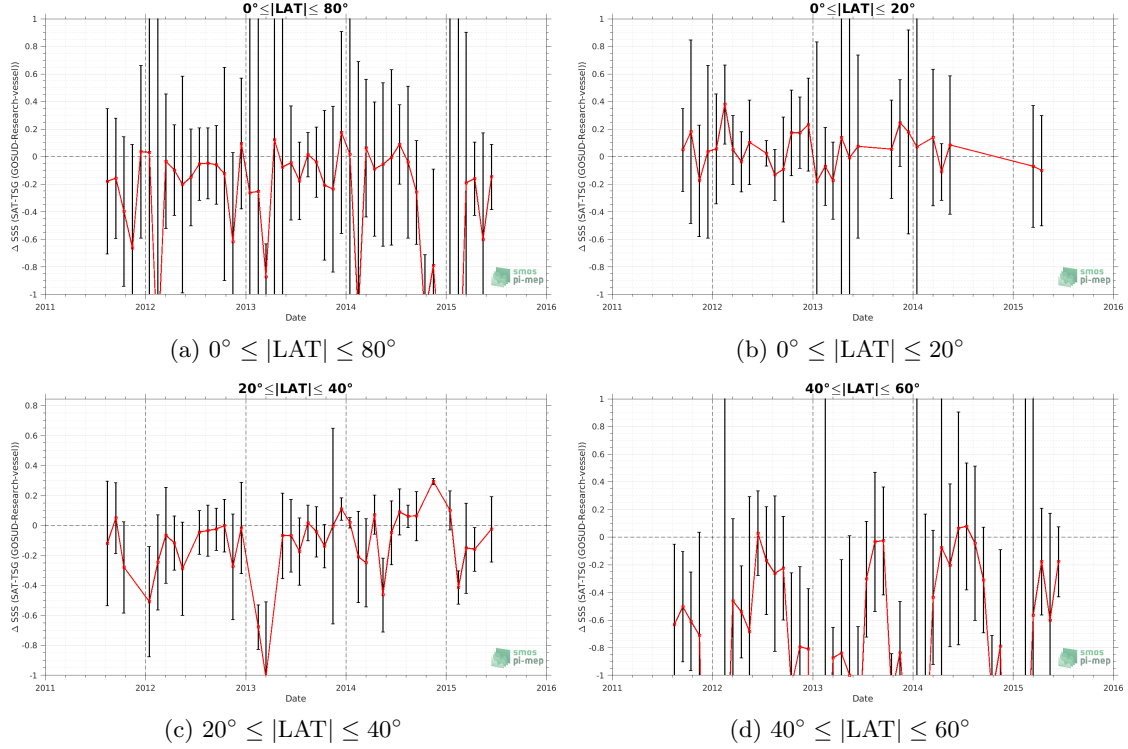 0°≤|LAT|≤ 80°
Δ SSS (SAT-TSG (GOSUD-Research-vessel))
1
0.8
0.6
0.4
0.2
0
-0.2
-0.4
-0.6
-0.8
-1
2011
2012
2013
2014
2015
2016
Date
smos
pi-mep
(a) 0° ≤ |LAT| ≤ 80°
0°≤|LAT|≤ 20°
Δ SSS (SAT-TSG (GOSUD-Research-vessel))
1
0.8
0.6
0.4
0.2
0
-0.2
-0.4
-0.6
-0.8
-1
2011
2012
2013
2014
2015
2016
Date
smos
pi-mep
(b) 0° ≤ |LAT| ≤ 20°
20°≤|LAT|≤ 40°
Δ SSS (SAT-TSG (GOSUD-Research-vessel))
0.8
0.6
0.4
0.2
0
-0.2
-0.4
-0.6
-0.8
-1
2011
2012
2013
2014
2015
2016
Date
smos
pi-mep
(c) 20° ≤ |LAT| ≤ 40°
40°≤|LAT|≤ 60°
Δ SSS (SAT-TSG (GOSUD-Research-vessel))
1
0.8
0.6
0.4
0.2
0
-0.2
-0.4
-0.6
-0.8
-1
2011
2012
2013
2014
2015
2016
Date
smos
pi-mep
(d) 40° ≤ |LAT| ≤ 60°